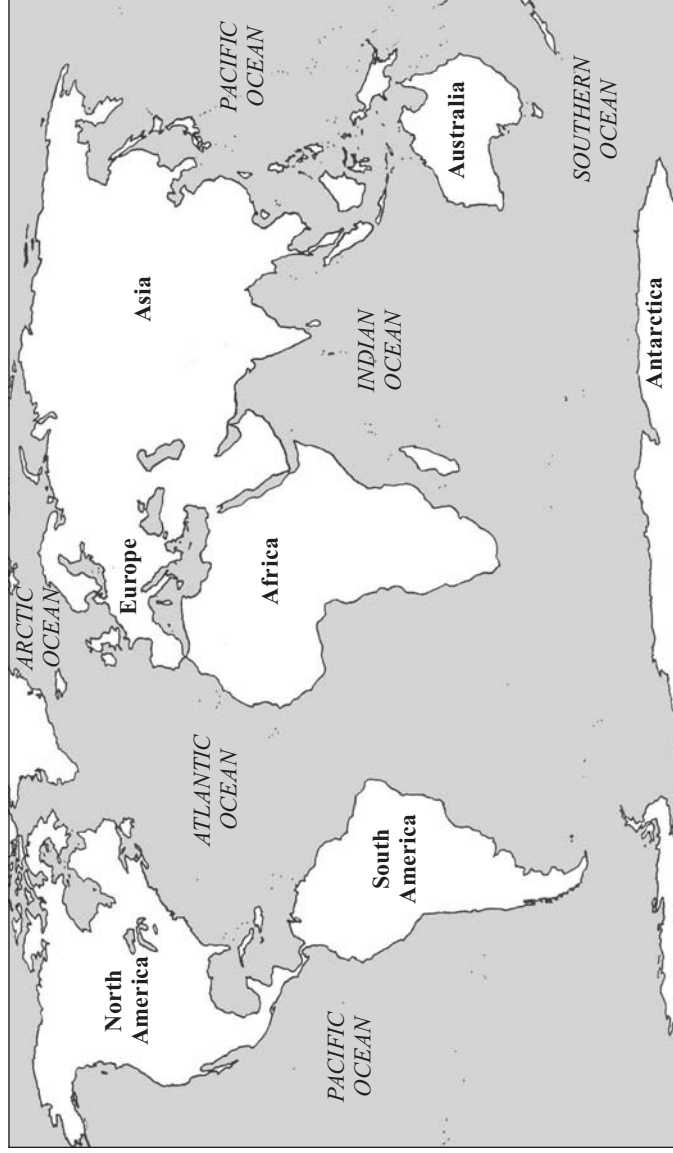 ARCTIC
OCEAN
North
America
Europe
Asia
PACIFIC
OCEAN
ATLANTIC
OCEAN
Africa
PACIFIC
OCEAN
South
America
INDIAN
OCEAN
Australia
SOUTHERN
OCEAN
Antarctica